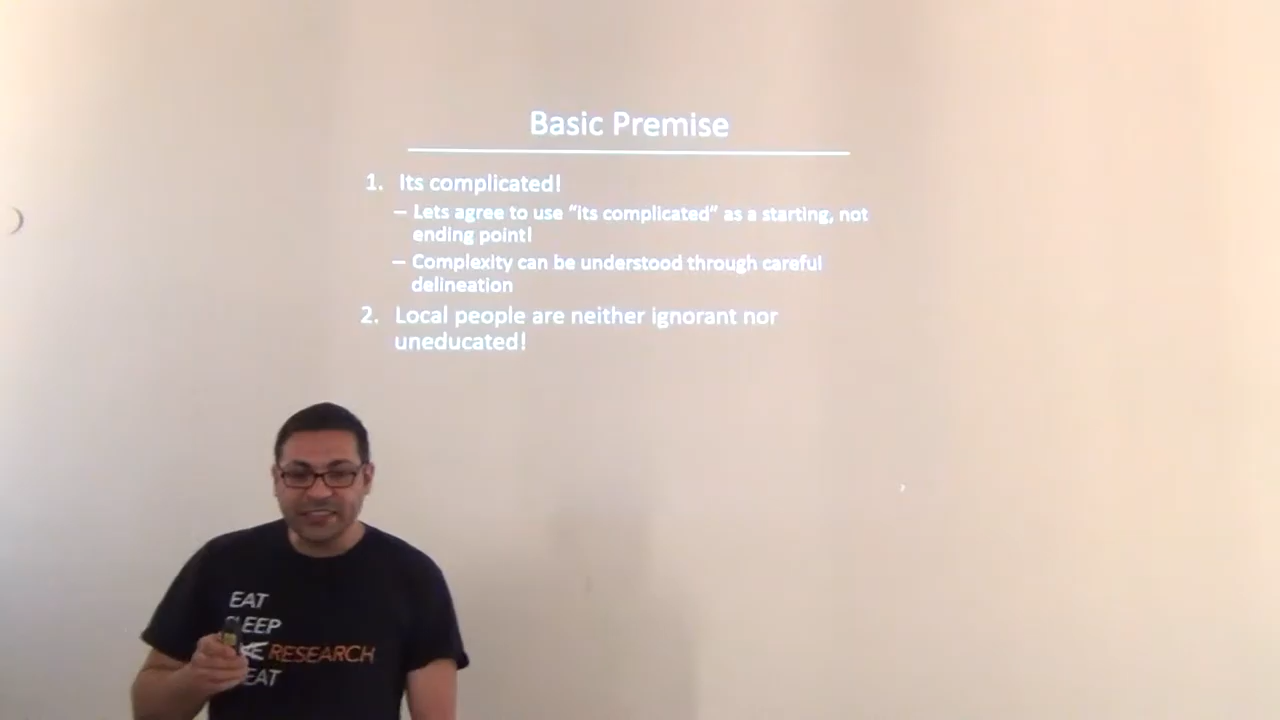 Basic Premise
1. Its complicated!
– Lets agree to use “its complicated” as a starting, not
ending point!
– Complexity can be understood through careful
delineation
2. Local people are neither ignorant nor
uneducated!
EAT
SLEEP
RESEARCH